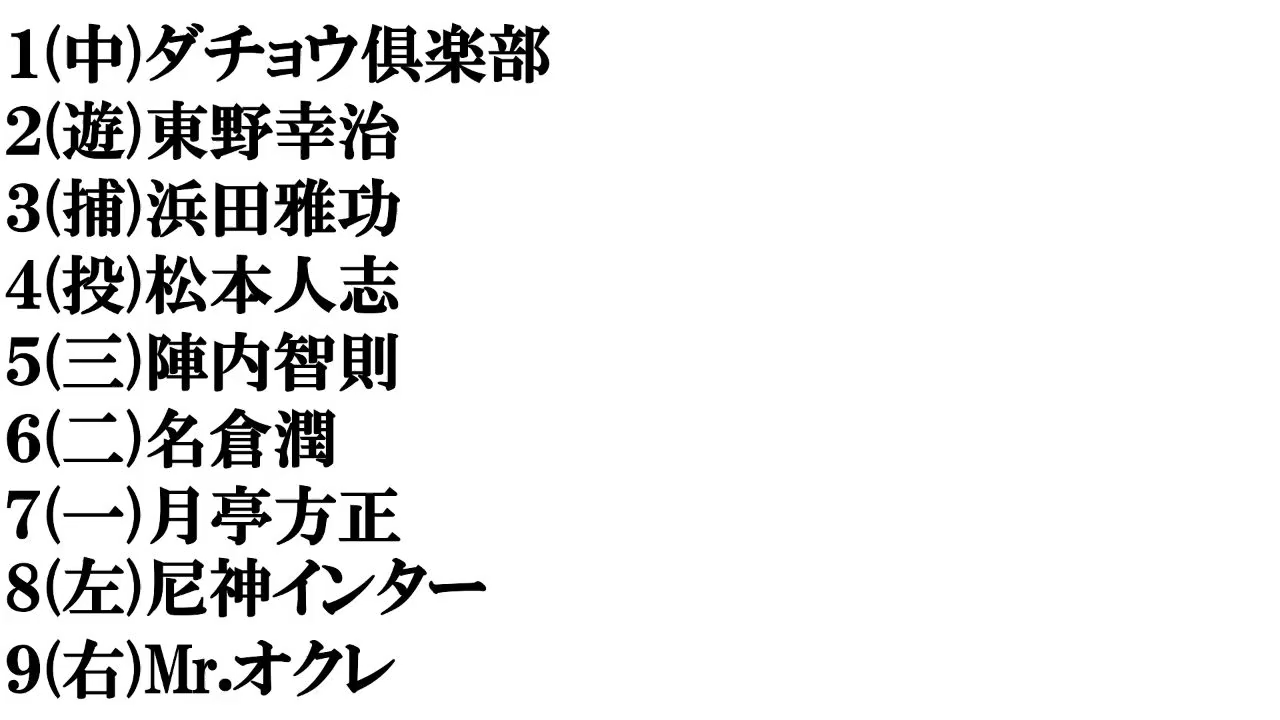 1(中)ダチョウ倶楽部
2(遊)東野幸治
3(捕)浜田雅功
4(投)松本人志
5(三)陣内智則
6(二)名倉潤
7(一)月亭方正
8(左)尼神インター
9(右)Mr.オクレ